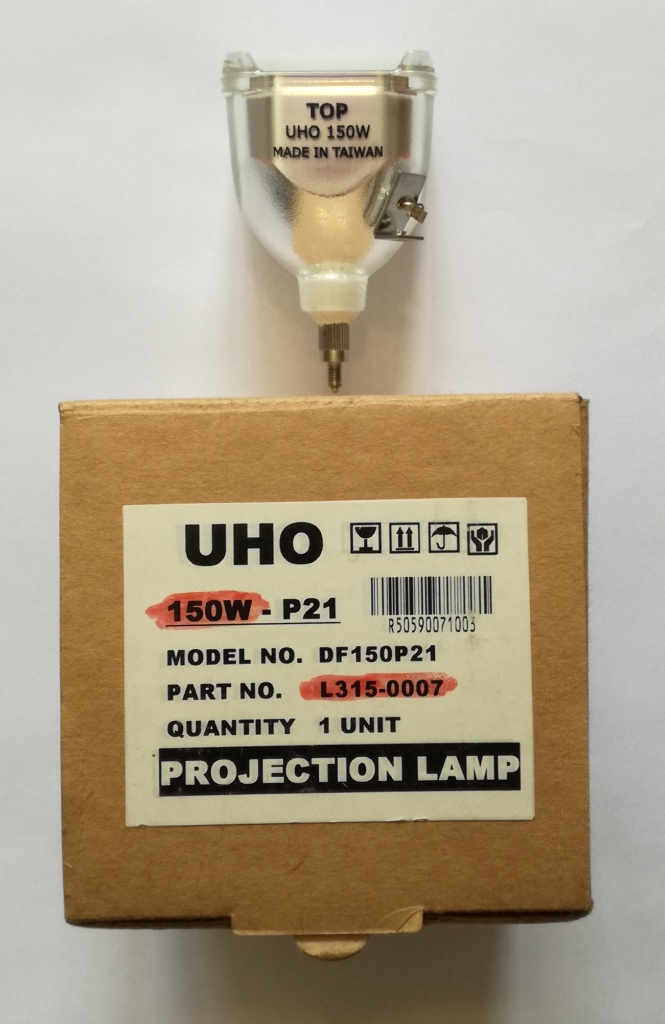 TOP
UHO 150W
MADE IN TAIWAN
UHO
150W - P21
R50590071003
MODEL NO. DF150P21
PART NO. L315-0007
QUANTITY 1 UNIT
PROJECTION LAMP